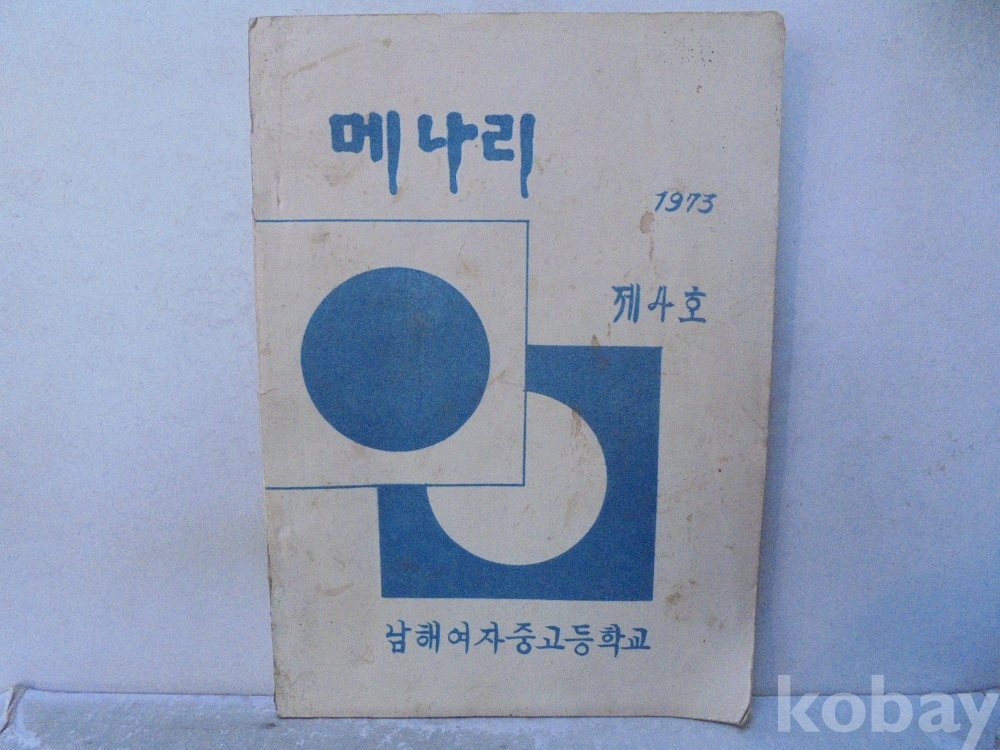 메나리
1973
제4호
남해여자중고등학교
kobay